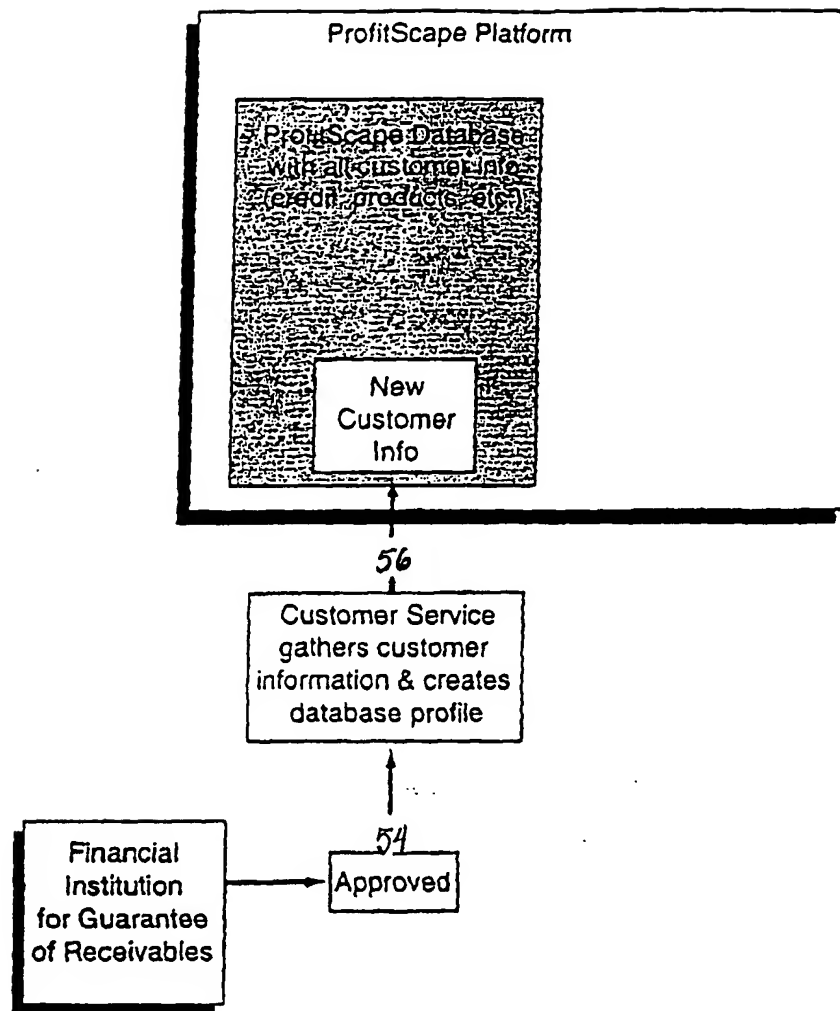 ProfitScape Platform
ProfitScape Database
with all customer info
(credit, products, etc.)
New
Customer
Info
56
Customer Service
gathers customer
information & creates
database profile
54
Approved
Financial
Institution
for Guarantee
of Receivables